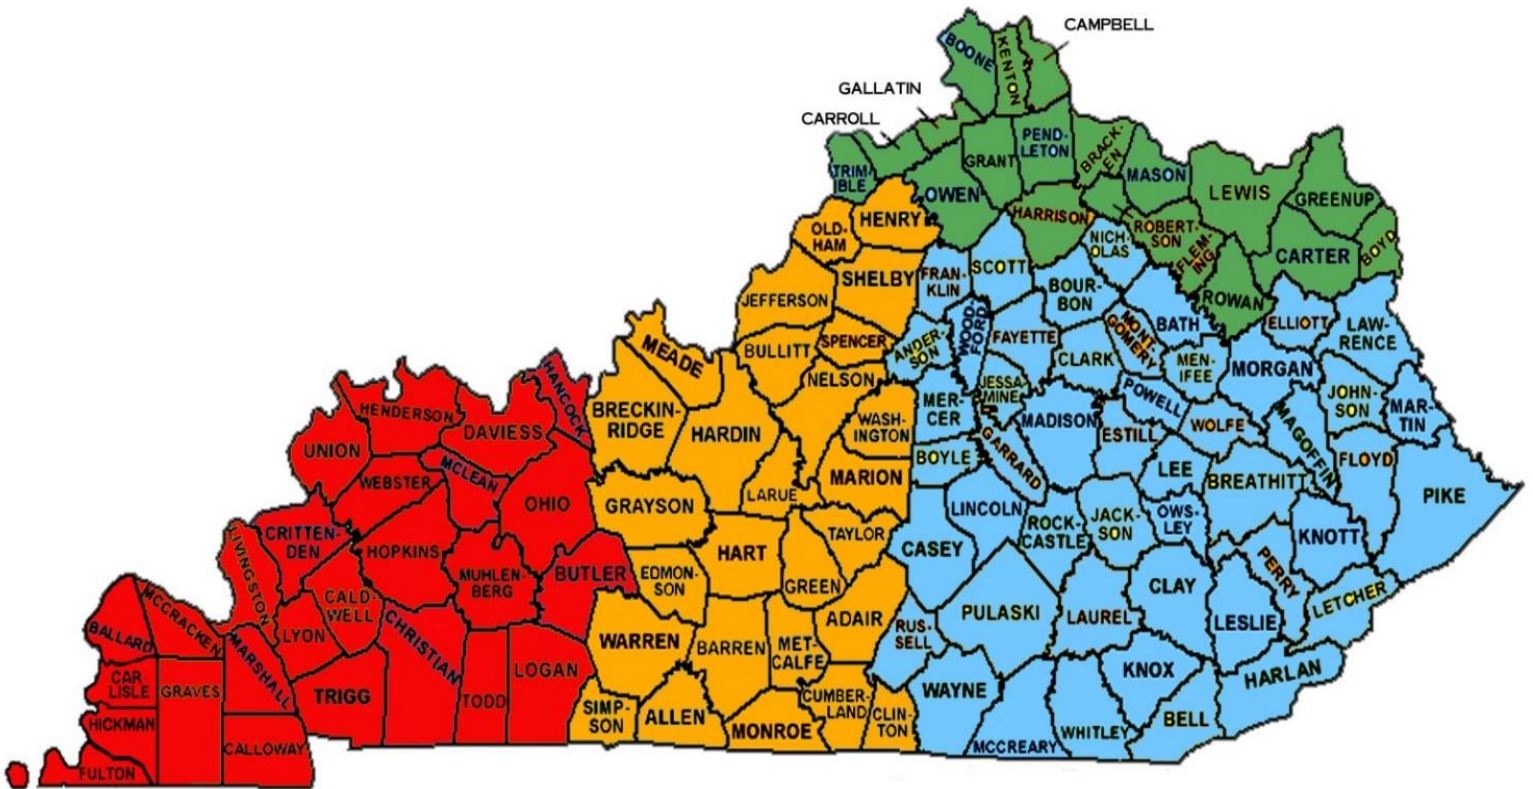 CAMPBELL
BOONE
KENTON
GALLATIN
CARROLL
PEND-
LETON
BRACK-
EN
GRANT
TRIM-
BLE
MASON
OWEN
LEWIS
GREENUP
HARRISON
ROBERT-
SON
FLEM-
ING
CARTER
BOYD
ROWAN
OLD-
HAM
HENRY
NICH-
OLAS
SHELBY
FRAN-
KLIN
SCOTT
BOUR-
BON
JEFFERSON
BATH
ELLIOTT
LAW-
RENCE
SPENCER
BULLITT
ANDER-
SON
WOOD-
FORD
FAYETTE
MONT-
GOMERY
CLARK
MEN-
IFEE
MORGAN
MEADE
NELSON
HANCOCK
JESSA-
MINE
POWELL
JOHN-
SON
MAR-
TIN
BRECKIN-
RIDGE
MER-
CER
MADISON
WASH-
INGTON
HENDERSON
DAVIESS
HARDIN
ESTILL
WOLFE
MAGOFFIN
UNION
BOYLE
GARRARD
FLOYD
MCLEAN
WEBSTER
MARION
LEE
BREATHITT
OHIO
GRAYSON
LARUE
LINCOLN
PIKE
CRITTEN-
DEN
ROCK-
CASTLE
JACK-
SON
OWS-
LEY
KNOTT
TAYLOR
HOPKINS
HART
CASEY
LIVINGSTON
MUHLEN-
BERG
BUTLER
EDMON-
SON
GREEN
CLAY
PERRY
MCCRACKEN
CALD-
WELL
PULASKI
LAUREL
LETCHER
LYON
ADAIR
RUS-
SELL
LESLIE
BALLARD
MARSHALL
CHRISTIAN
WARREN
BARREN
MET-
CALFE
CAR-
LISLE
GRAVES
LOGAN
KNOX
HARLAN
TRIGG
TODD
WAYNE
CUMBER-
LAND
SIMP-
SON
ALLEN
CLIN-
TON
BELL
HICKMAN
MONROE
WHITLEY
MCCREARY
CALLOWAY
FULTON